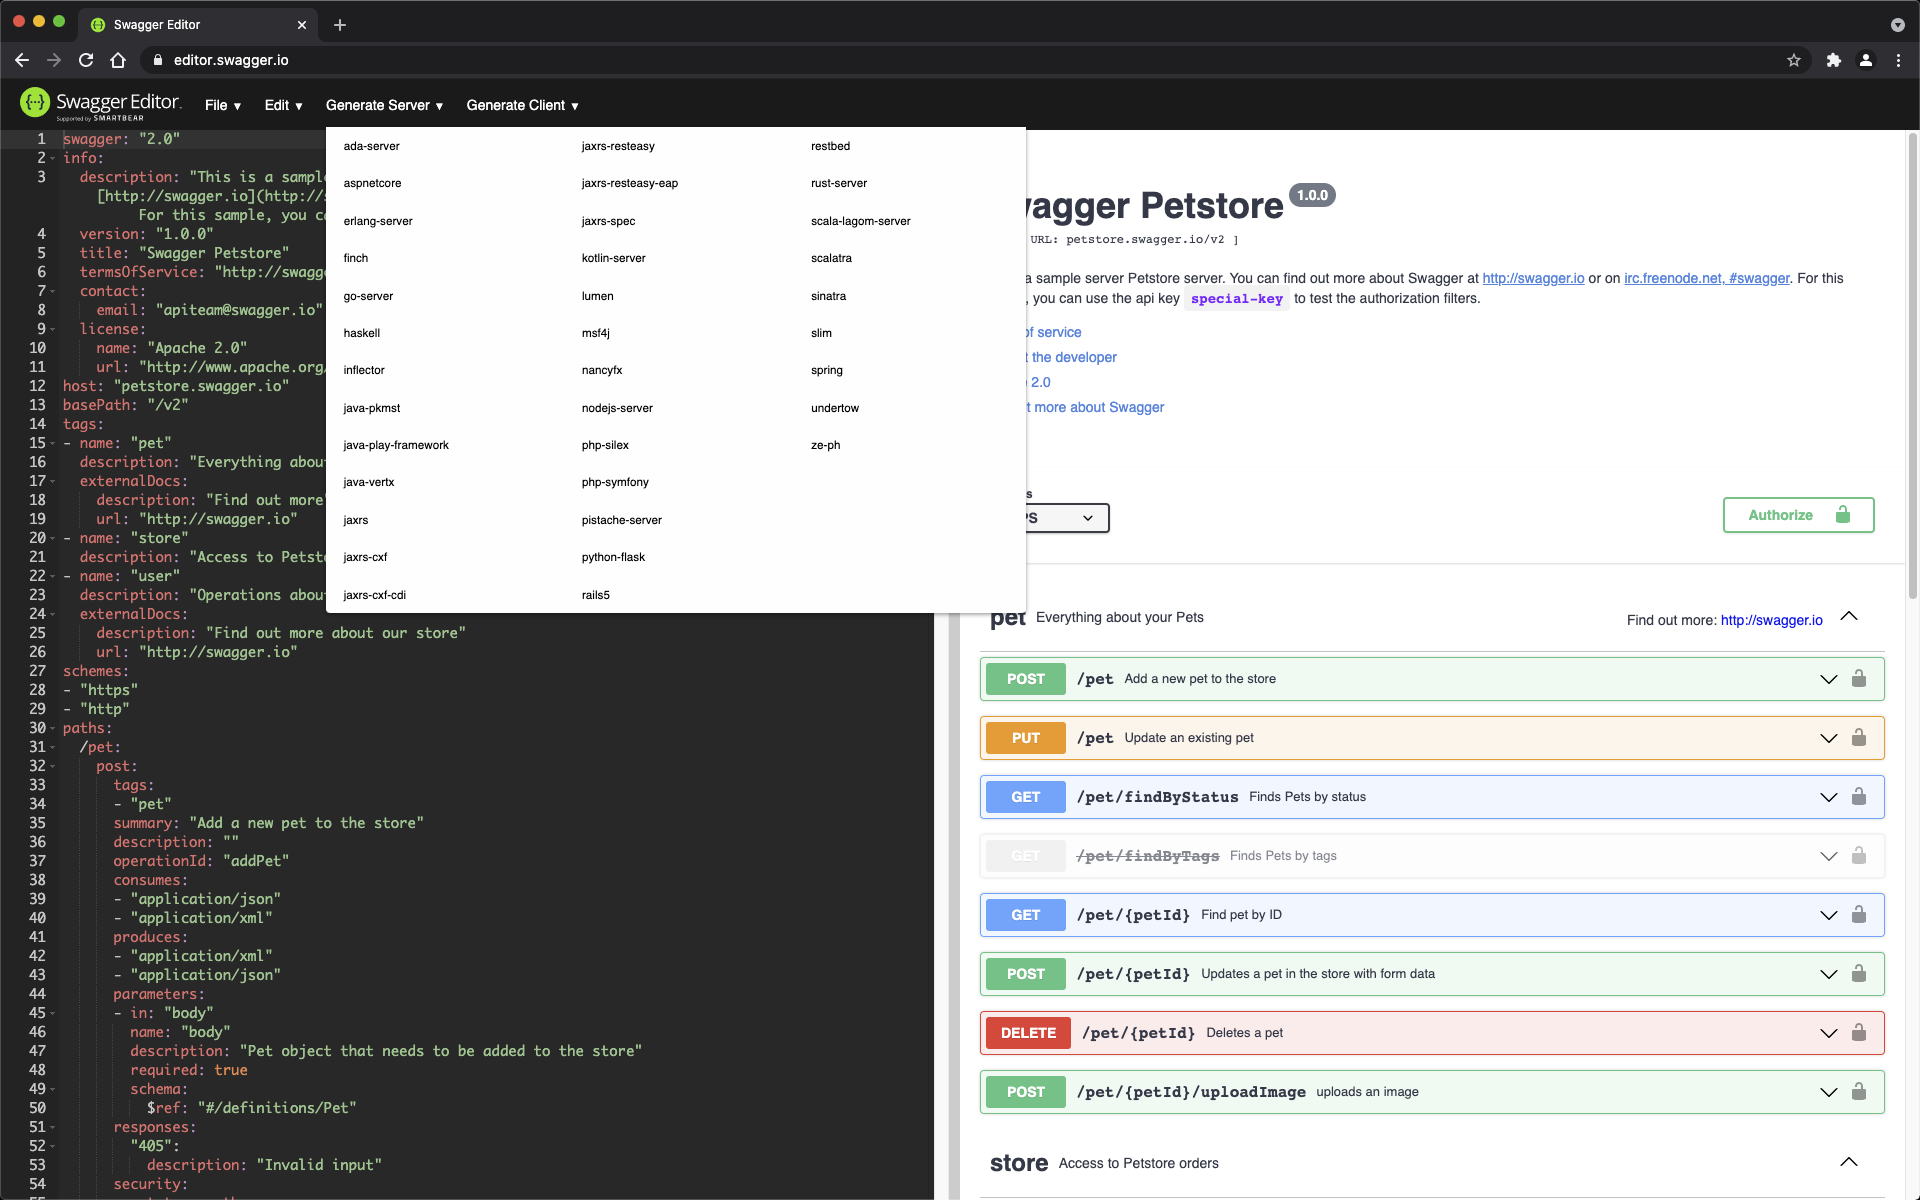 Swagger Editor
editor.swagger.io
Swagger Editor.
Supported by SMARTBEAR
File
Edit
Generate Server
Generate Client
ada-server
aspnetcore
erlang-server
finch
go-server
haskell
inflector
java-pkmst
java-play-framework
java-vertx
jaxrs
jaxrs-cxf
jaxrs-cxf-cdi
jaxrs-resteasy
jaxrs-resteasy-eap
jaxrs-spec
kotlin-server
lumen
msf4j
nancyfx
nodejs-server
php-silex
php-symfony
pistache-server
python-flask
rails5
restbed
rust-server
scala-lagom-server
scalatra
sinatra
slim
spring
undertow
ze-ph
1 swagger: "2.0"
2 info:
3 description: "This is a sampl
[http://swagger.io](http://
For this sample, you c
4 version: "1.0.0"
5 title: "Swagger Petstore"
6 termsOfService: "http://swagg
7 contact:
8 email: "apiteam@swagger.io"
9 license:
10 name: "Apache 2.0"
11 url: "http://www.apache.org/
12 host: "petstore.swagger.io"
13 basePath: "/v2"
14 tags:
15 - name: "pet"
16 description: "Everything abou
17 externalDocs:
18 description: "Find out more"
19 url: "http://swagger.io"
20 - name: "store"
21 description: "Access to Petst
22 - name: "user"
23 description: "Operations abou
24 externalDocs:
25 description: "Find out more about our store"
26 url: "http://swagger.io"
27 schemes:
28 - "https"
29 - "http"
30 paths:
31 /pet:
32 post:
33 tags:
34 - "pet"
35 summary: "Add a new pet to the store"
36 description: ""
37 operationId: "addPet"
38 consumes:
39 - "application/json"
40 - "application/xml"
41 produces:
42 - "application/xml"
43 - "application/json"
44 parameters:
45 - in: "body"
46 name: "body"
47 description: "Pet object that needs to be added to the store"
48 required: true
49 schema:
50 $ref: "#/definitions/Pet"
51 responses:
52 "405":
53 description: "Invalid input"
54 security:
agger Petstore 1.0.0
URL: petstore.swagger.io/v2 ]
a sample server Petstore server. You can find out more about Swagger at http://swagger.io or on irc.freenode.net, #swagger. For this
, you can use the api key special-key to test the authorization filters.
of service
t the developer
2.0
t more about Swagger
s
PS
Authorize
pet Everything about your Pets
Find out more: http://swagger.io
POST /pet Add a new pet to the store
PUT /pet Update an existing pet
GET /pet/findByStatus Finds Pets by status
GET /pet/findByTags Finds Pets by tags
GET /pet/{petId} Find pet by ID
POST /pet/{petId} Updates a pet in the store with form data
DELETE /pet/{petId} Deletes a pet
POST /pet/{petId}/uploadImage uploads an image
store Access to Petstore orders